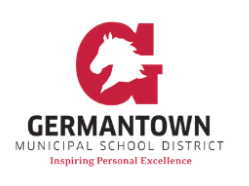 G
GERMANTOWN
MUNICIPAL SCHOOL DISTRICT
Inspiring Personal Excellence